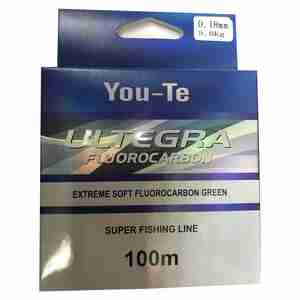 0.18mm
You-Te
ULTEGRA
FLUOROCARBON
EXTREME SOFT FLUOROCARBON GREEN
SUPER FISHING LINE
100m